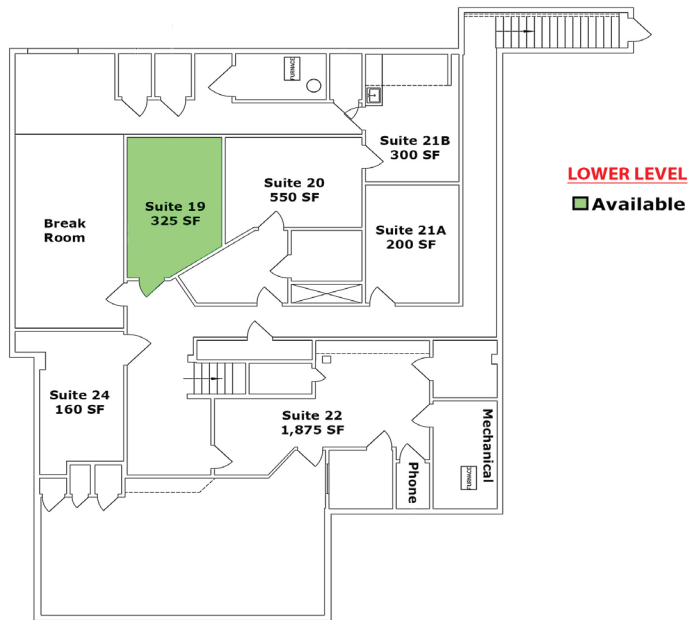 Suite 21B
300 SF
LOWER LEVEL
Available
Suite 19
325 SF
Suite 20
550 SF
Break
Room
Suite 21A
200 SF
Suite 24
160 SF
Suite 22
1,875 SF
Mechanical
Phone
FURNACE